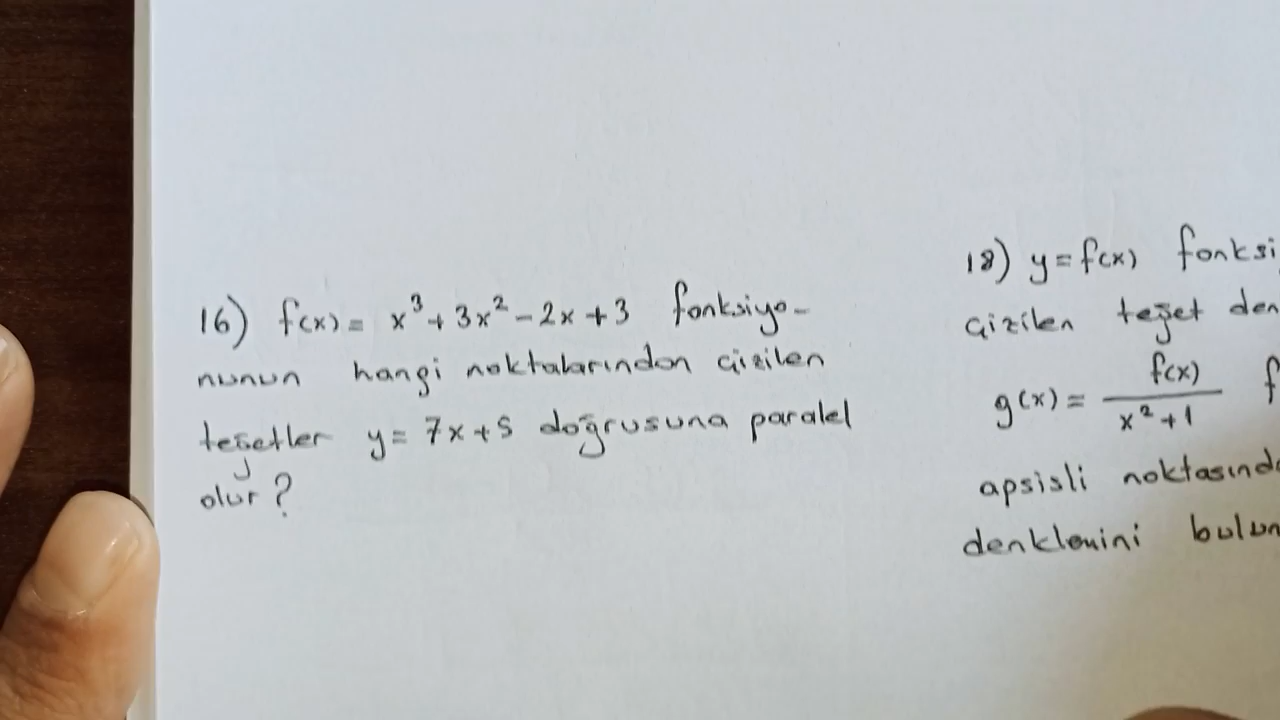 16) f(x) = x³ + 3x² - 2x + 3 fonksiyo-
nunun hangi noktalarından çizilen
teğetler y = 7x + 5 doğrusuna paralel
olur?
18) y = f(x) fonksi
çizilen teğet den
g(x) = f(x) / x² + 1 f
apsisli noktasında
denklemini bulun